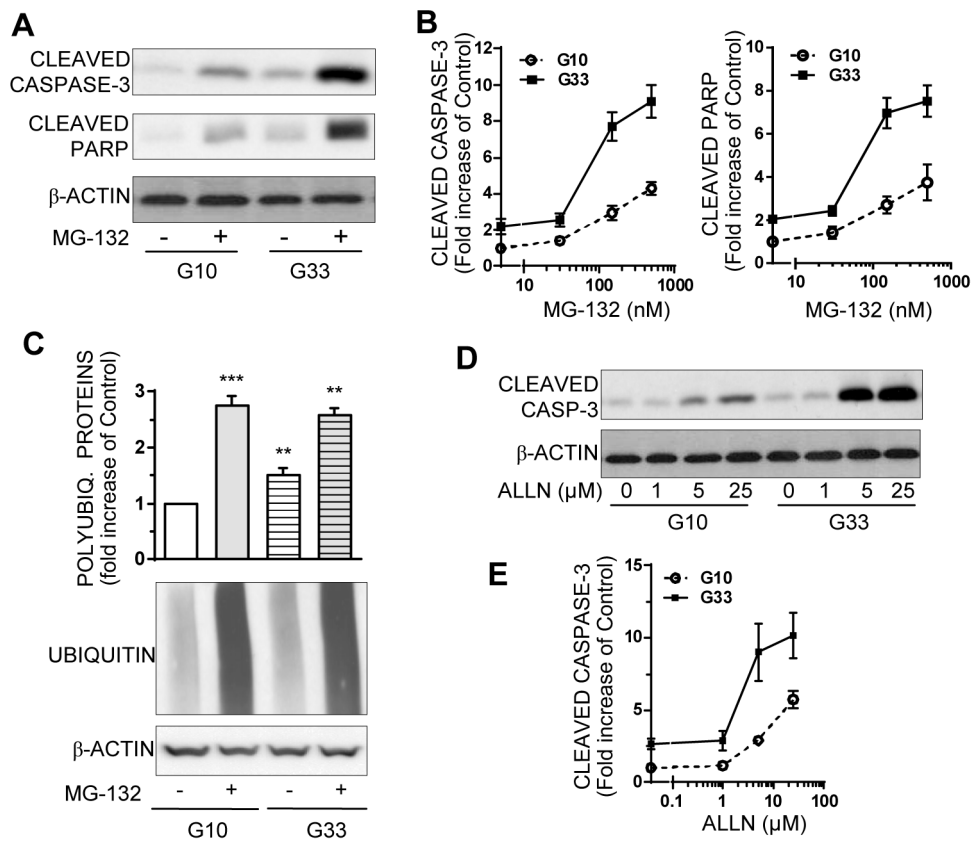 A
CLEAVED
CASPASE-3
CLEAVED
PARP
β-ACTIN
MG-132 - + - +
G10 G33
B
CLEAVED CASPASE-3
(Fold increase of Control)
12
10
8
6
4
2
0
G10
G33
10 100 1000
MG-132 (nM)
CLEAVED PARP
(Fold increase of Control)
10
8
6
4
2
0
G10
G33
10 100 1000
MG-132 (nM)
C
POLYUBIQ. PROTEINS
(fold increase of Control)
3
2
1
0
***
**
**
UBIQUITIN
β-ACTIN
MG-132 - + - +
G10 G33
D
CLEAVED
CASP-3
β-ACTIN
ALLN (µM) 0 1 5 25 0 1 5 25
G10 G33
E
CLEAVED CASPASE-3
(Fold increase of Control)
15
10
5
0
G10
G33
0.1 1 10 100
ALLN (µM)